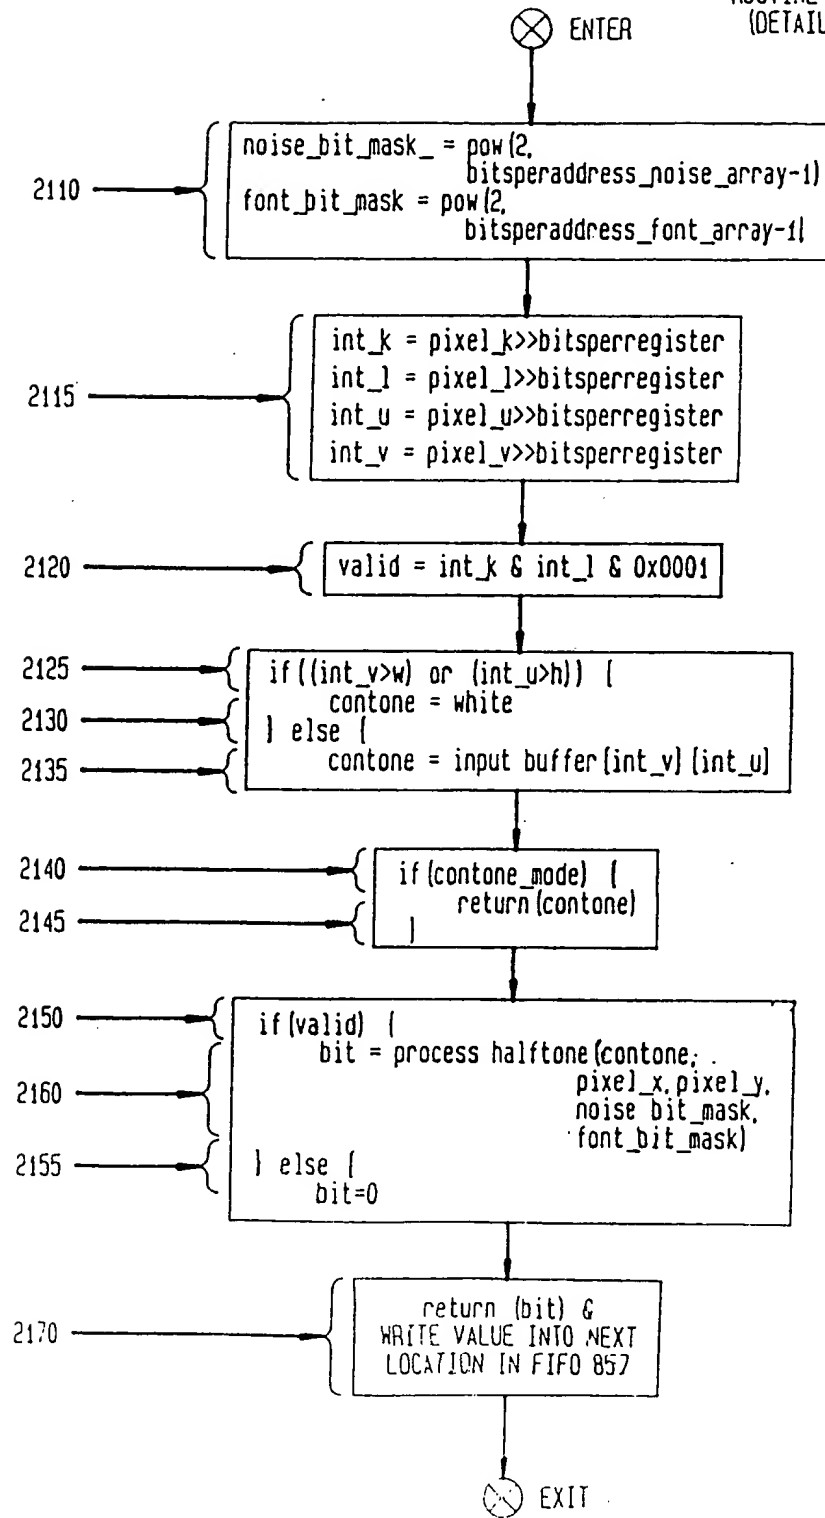 (DETAIL
ENTER
2110
noise_bit_mask_ = pow(2,
bitsperaddress_noise_array-1)
font_bit_mask = pow(2,
bitsperaddress_font_array-1)
2115
int_k = pixel_k>>bitsperregister
int_l = pixel_l>>bitsperregister
int_u = pixel_u>>bitsperregister
int_v = pixel_v>>bitsperregister
2120
valid = int_k & int_l & 0x0001
2125
if((int_v>w) or (int_u>h)) {
2130
contone = white
} else {
2135
contone = input buffer[int_v][int_u]
2140
if(contone_mode) {
2145
return(contone)
}
2150
if(valid) {
bit = process halftone(contone,
2160
pixel_x,pixel_y,
noise bit_mask,
font_bit_mask)
2155
} else {
bit=0
2170
return (bit) &
WRITE VALUE INTO NEXT
LOCATION IN FIFO 857
EXIT